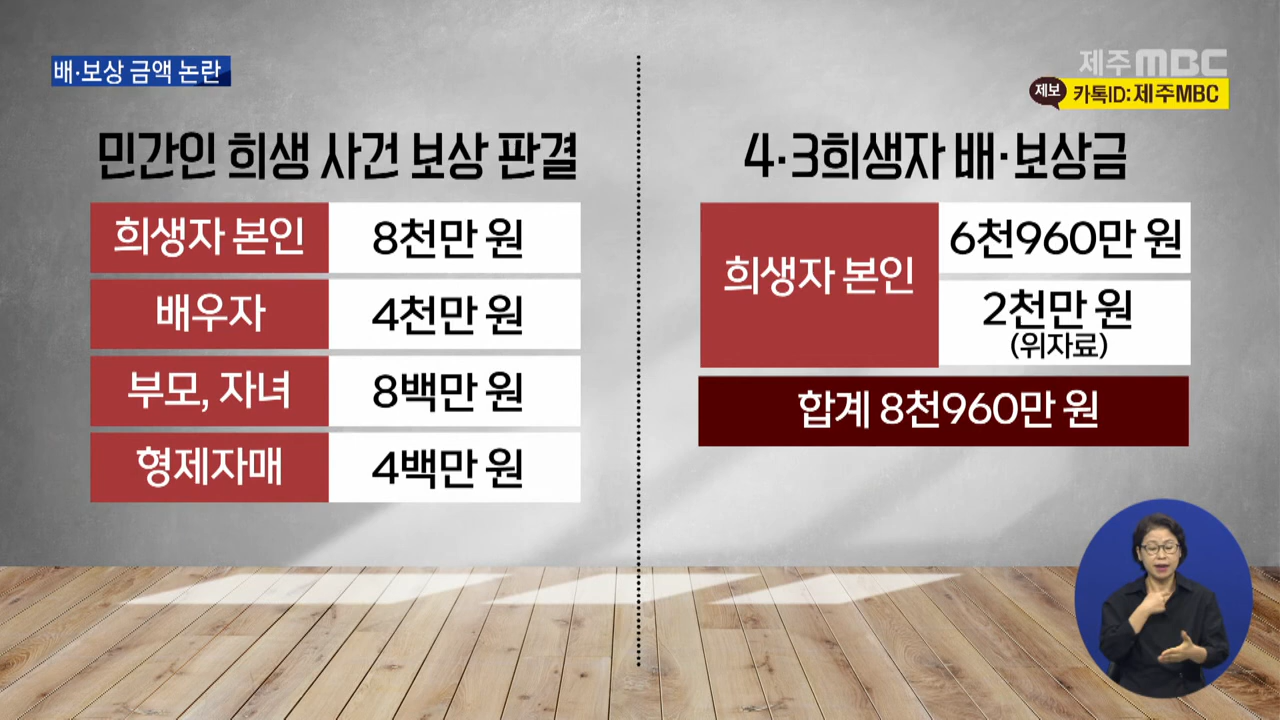 배·보상 금액 논란
제주MBC
제보
카톡ID:제주MBC
민간인 희생 사건 보상 판결
희생자 본인 8천만 원
배우자 4천만 원
부모, 자녀 8백만 원
형제자매 4백만 원
4·3희생자 배·보상금
희생자 본인
6천960만 원
2천만 원
(위자료)
합계 8천960만 원